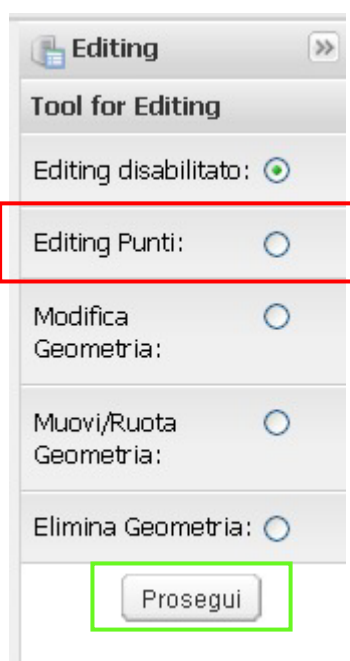 Editing
Tool for Editing
Editing disabilitato:
Editing Punti:
Modifica
Geometria:
Muovi/Ruota
Geometria:
Elimina Geometria:
Prosegui